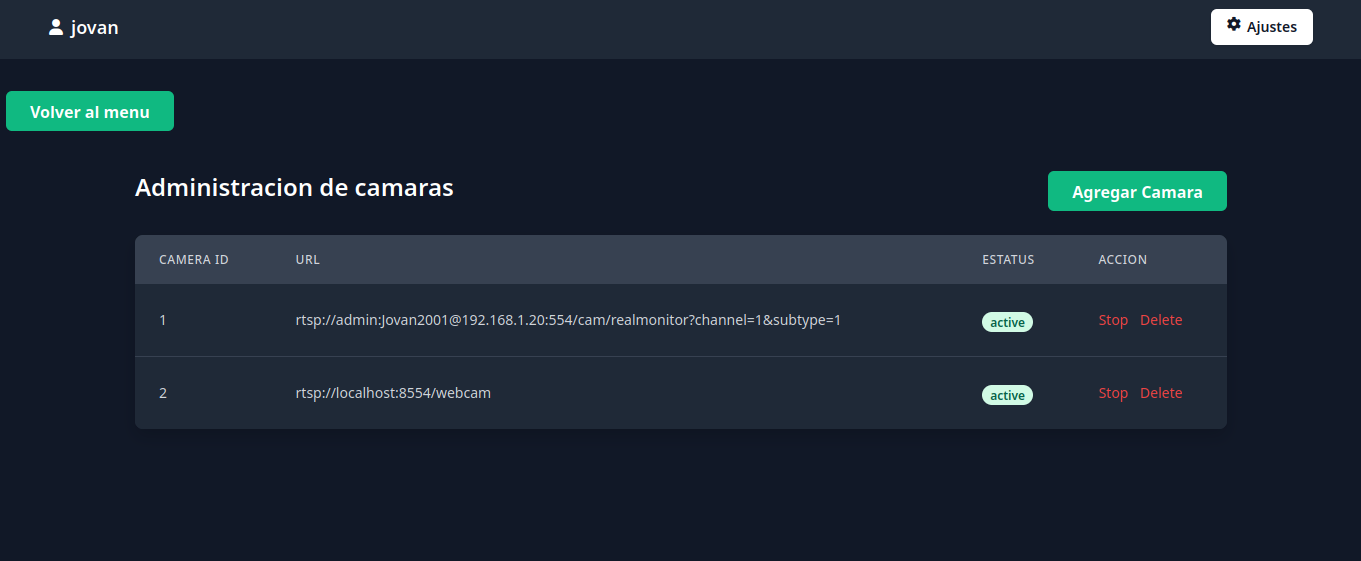 jovan
Ajustes
Volver al menu
Administracion de camaras
Agregar Camara
CAMERA ID URL ESTATUS ACCION
1 rtsp://admin:Jovan2001@192.168.1.20:554/cam/realmonitor?channel=1&subtype=1 active Stop Delete
2 rtsp://localhost:8554/webcam active Stop Delete